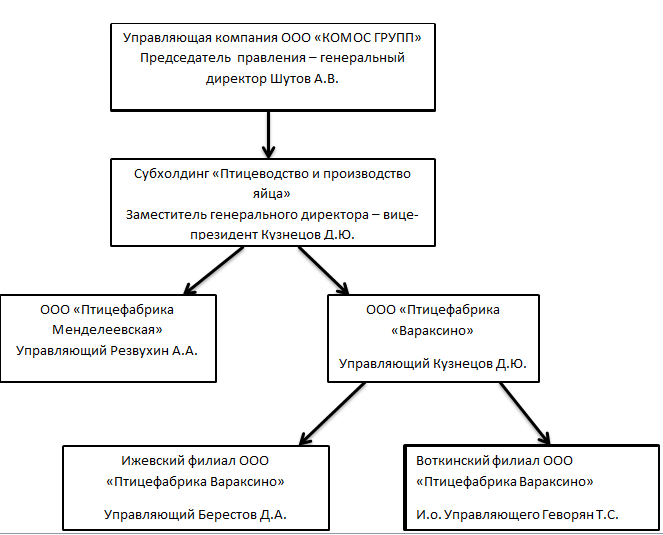 Управляющая компания ООО «КОМОС ГРУПП»
Председатель правления – генеральный
директор Шутов А.В.
Субхолдинг «Птицеводство и производство
яйца»
Заместитель генерального директора – вице-
президент Кузнецов Д.Ю.
ООО «Птицефабрика
Менделеевская»
Управляющий Резвухин А.А.
ООО «Птицефабрика
«Вараксино»
Управляющий Кузнецов Д.Ю.
Ижевский филиал ООО
«Птицефабрика Вараксино»
Управляющий Берестов Д.А.
Воткинский филиал ООО
«Птицефабрика Вараксино»
И.о. Управляющего Геворян Т.С.